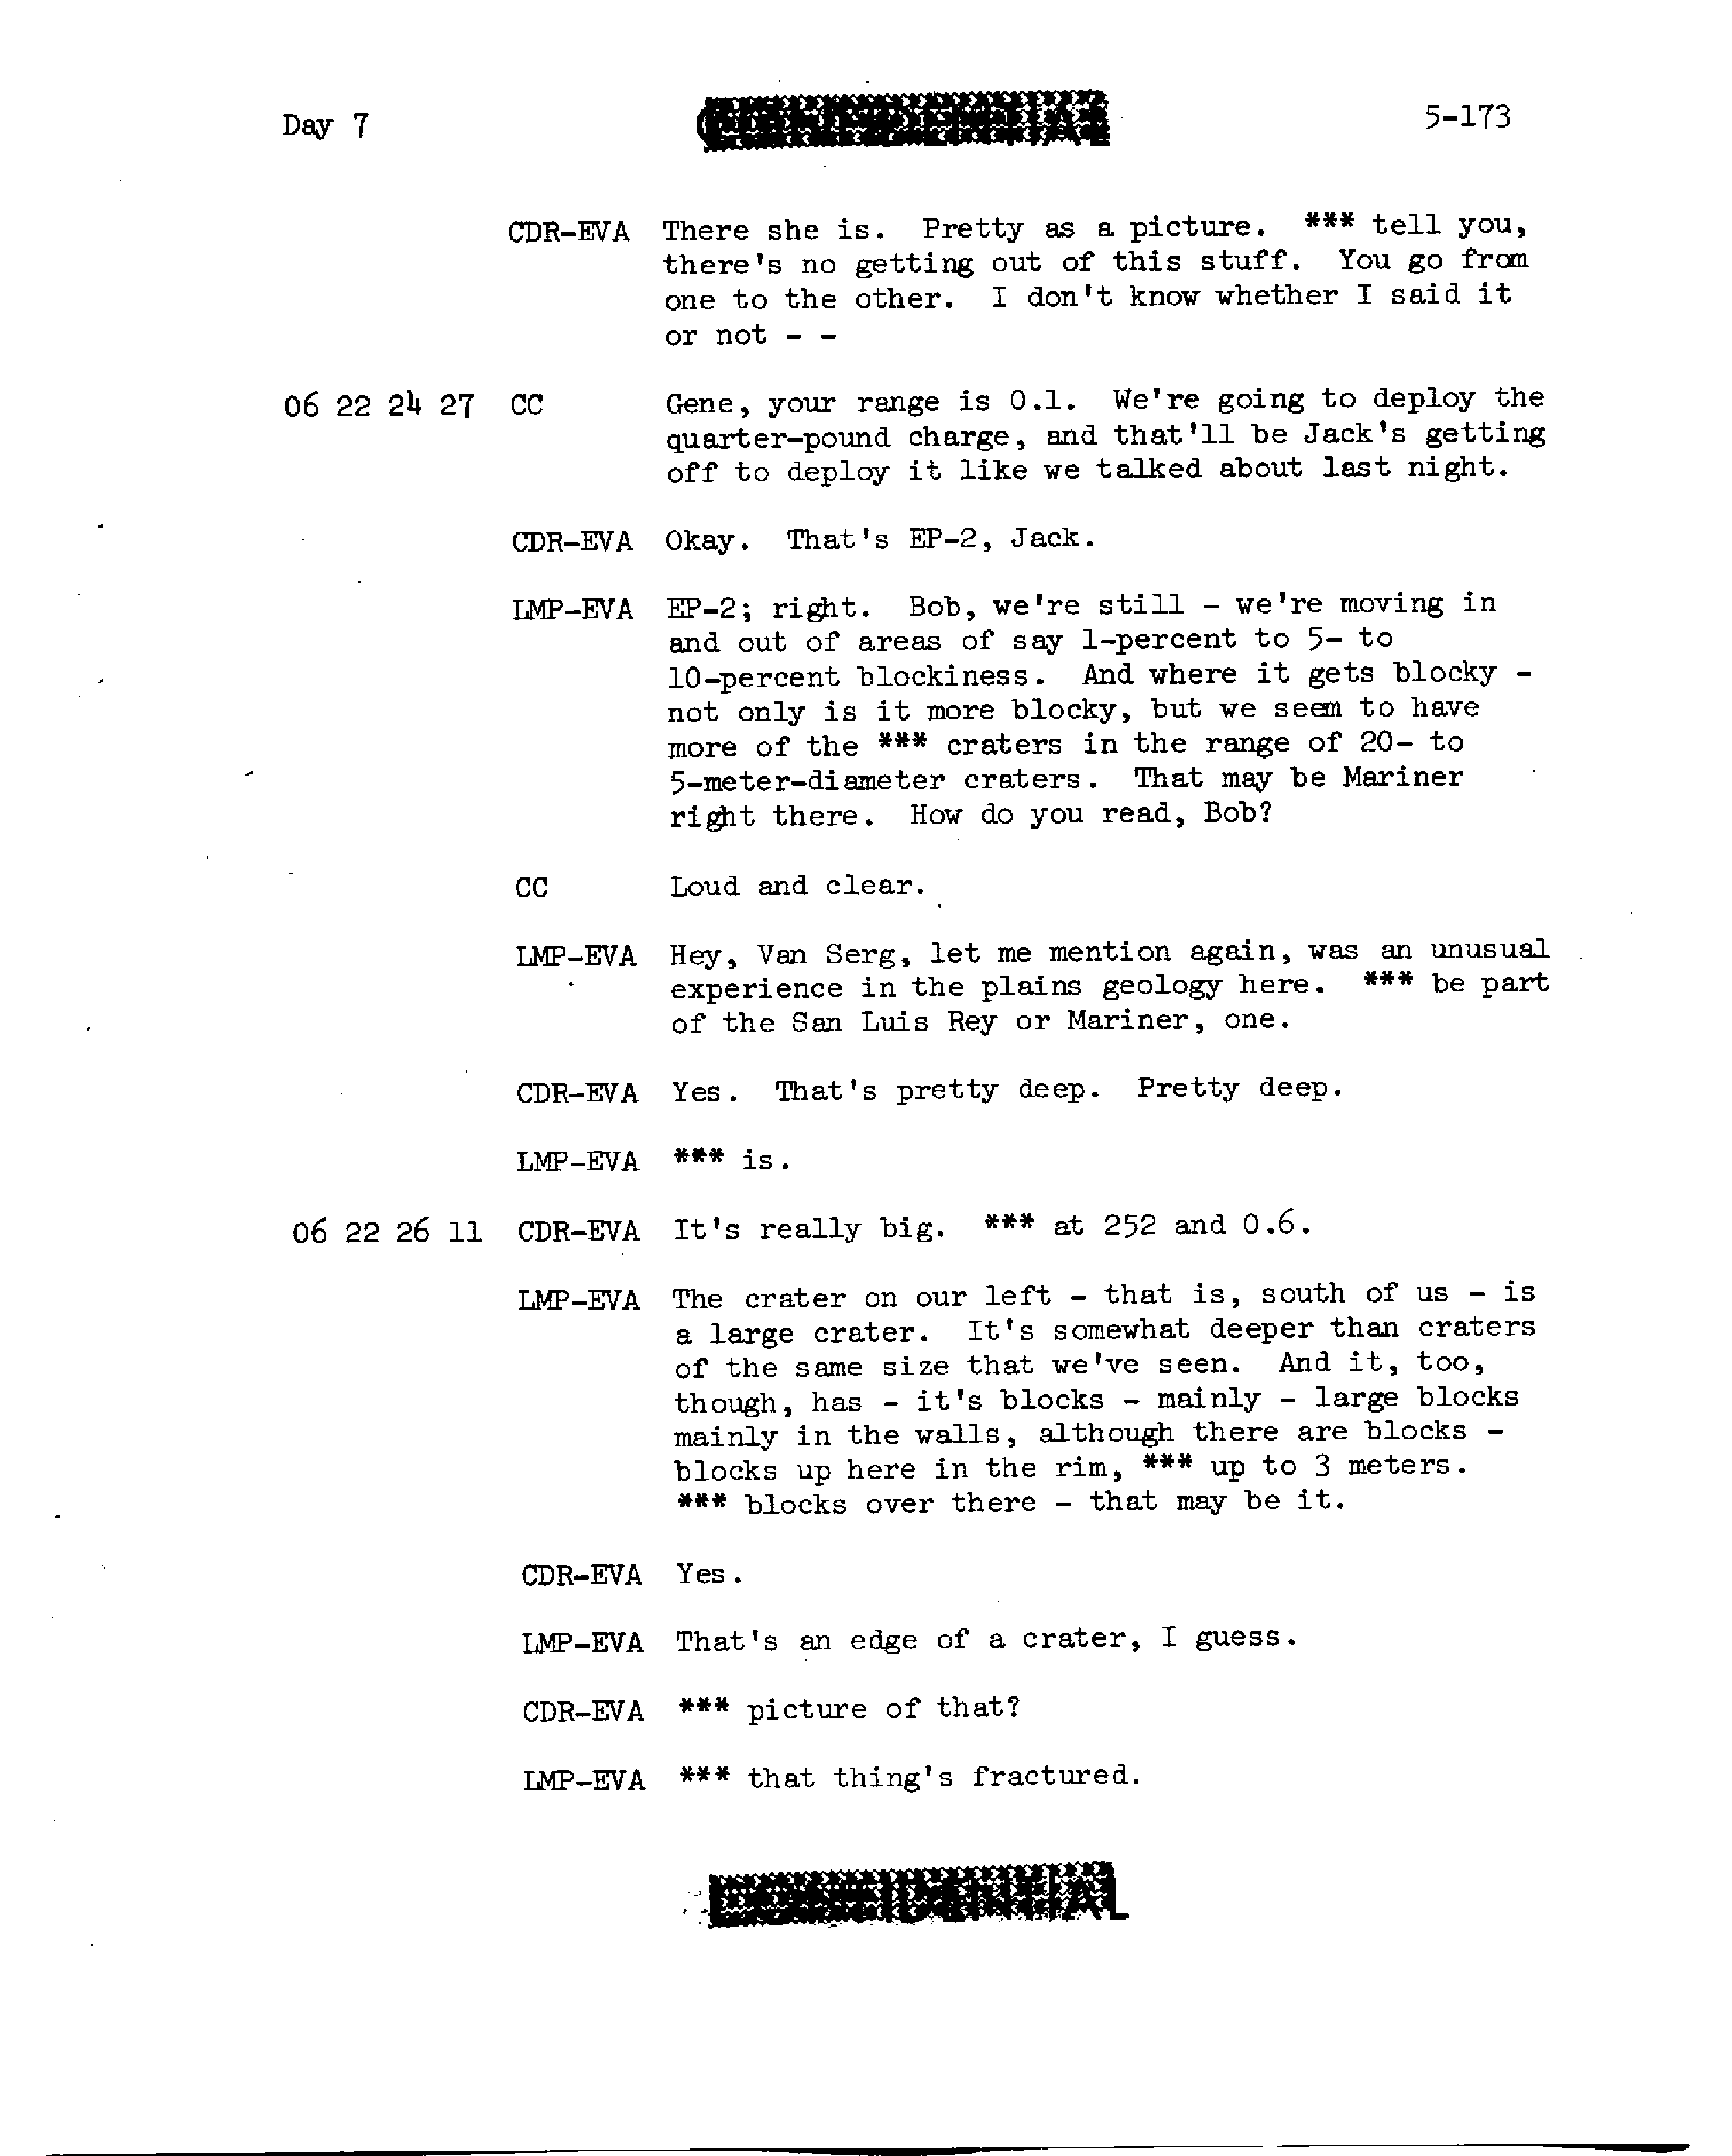 Day 7
5-173
CDR-EVA There she is. Pretty as a picture. *** tell you,
there's no getting out of this stuff. You go from
one to the other. I don't know whether I said it
or not - -
06 22 24 27 CC Gene, your range is 0.1. We're going to deploy the
quarter-pound charge, and that'll be Jack's getting
off to deploy it like we talked about last night.
CDR-EVA Okay. That's EP-2, Jack.
LMP-EVA EP-2; right. Bob, we're still - we're moving in
and out of areas of say 1-percent to 5- to
10-percent blockiness. And where it gets blocky -
not only is it more blocky, but we seem to have
more of the *** craters in the range of 20- to
5-meter-diameter craters. That may be Mariner
right there. How do you read, Bob?
CC Loud and clear.
LMP-EVA Hey, Van Serg, let me mention again, was an unusual
experience in the plains geology here. *** be part
of the San Luis Rey or Mariner, one.
CDR-EVA Yes. That's pretty deep. Pretty deep.
LMP-EVA *** is.
06 22 26 11 CDR-EVA It's really big. *** at 252 and 0.6.
LMP-EVA The crater on our left - that is, south of us - is
a large crater. It's somewhat deeper than craters
of the same size that we've seen. And it, too,
though, has - it's blocks - mainly - large blocks
mainly in the walls, although there are blocks -
blocks up here in the rim, *** up to 3 meters.
*** blocks over there - that may be it.
CDR-EVA Yes.
LMP-EVA That's an edge of a crater, I guess.
CDR-EVA *** picture of that?
LMP-EVA *** that thing's fractured.
CONFIDENTIAL